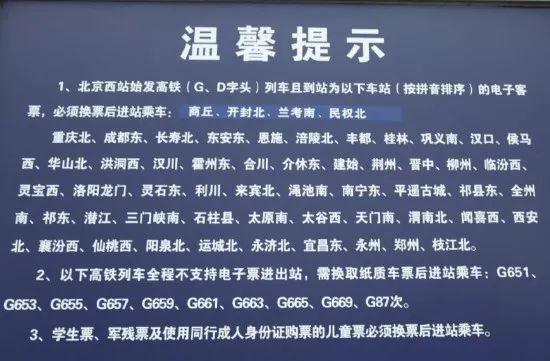 温馨提示
1、北京西站始发高铁（G、D字头）列车且到站为以下车站（按拼音排序）的电子客
票，必须换票后进站乘车：商丘、开封北、兰考南、民权北
重庆北、成都东、长寿北、东安东、恩施、涪陵北、丰都、桂林、巩义南、汉口、侯马
西、华山北、洪洞西、汉川、霍州东、合川、介休东、建始、荆州、晋中、柳州、临汾西、
灵宝西、洛阳龙门、灵石东、利川、来宾北、渑池南、南宁东、平遥古城、祁县东、全州
南、祁东、潜江、三门峡南、石柱县、太原南、太谷西、天门南、渭南北、闻喜西、西安
北、襄汾西、仙桃西、阳泉北、运城北、永济北、宜昌东、永州、郑州、枝江北。
2、以下高铁列车全程不支持电子票进出站，需换取纸质车票后进站乘车：G651、
G653、G655、G657、G659、G661、G663、G665、G669、G87次。
3、学生票、军残票及使用同行成人身份证购票的儿童票必须换票后进站乘车。